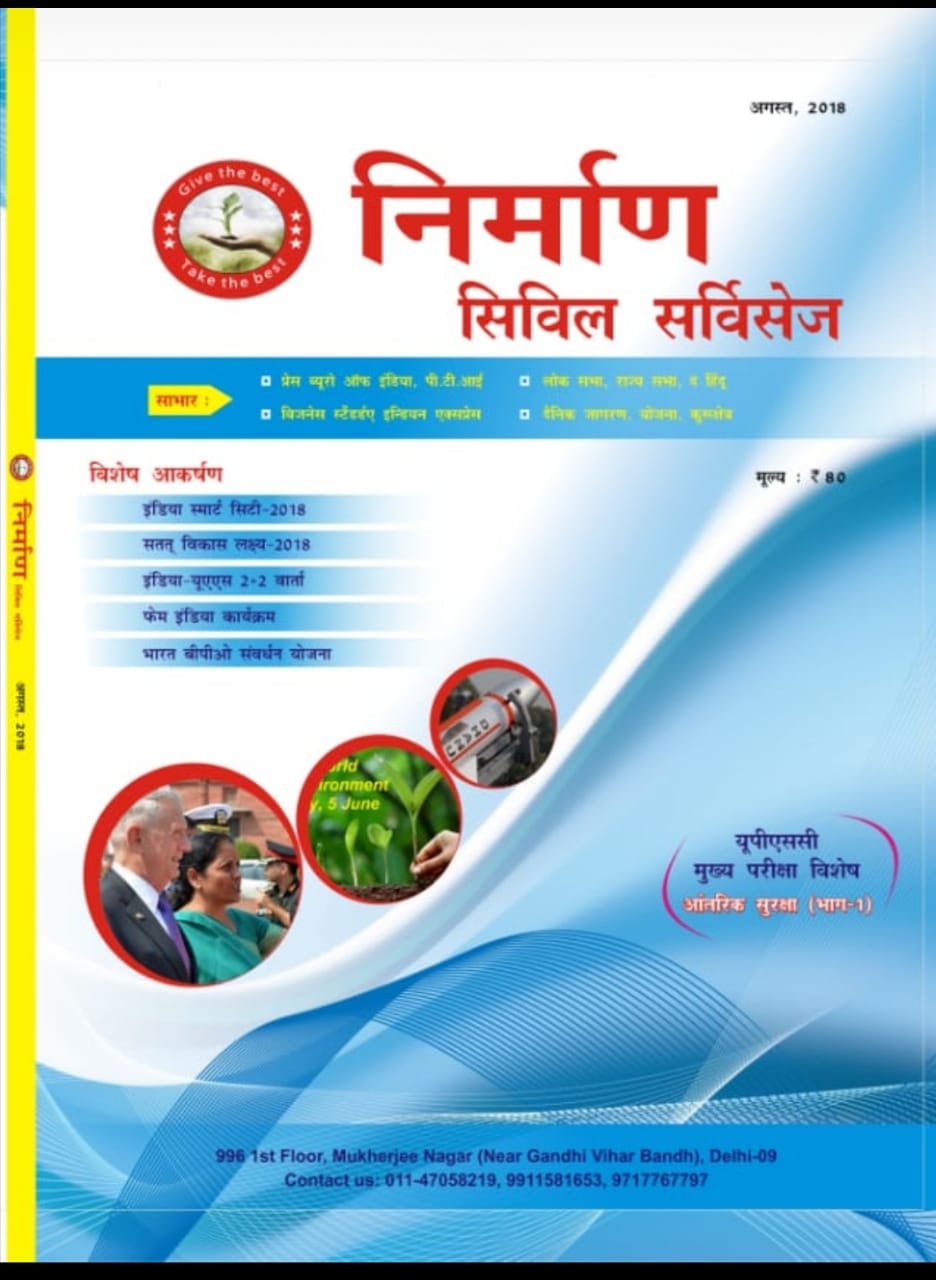 अगस्त, 2018
Give the best
Take the best
निर्माण
सिविल सर्विसेज
साभार :
प्रेस ब्यूरो ऑफ इंडिया, पी.टी.आई
लोक सभा, राज्य सभा, द हिंदू
बिजनेस स्टैंडर्डए इन्डियन एक्सप्रेस
दैनिक जागरण, योजना, कुरूक्षेत्र
विशेष आकर्षण
मूल्य : ₹ 80
इंडिया स्मार्ट सिटी-2018
सतत् विकास लक्ष्य-2018
इंडिया-यूएएस 2+2 वार्ता
फेम इंडिया कार्यक्रम
भारत बीपीओ संवर्धन योजना
निर्माण
सिविल सर्विसेज
अगस्त, 2018
orld
ironment
y, 5 June
यूपीएससी
मुख्य परीक्षा विशेष
आंतरिक सुरक्षा (भाग-1)
996 1st Floor, Mukherjee Nagar (Near Gandhi Vihar Bandh), Delhi-09
Contact us: 011-47058219, 9911581653, 9717767797